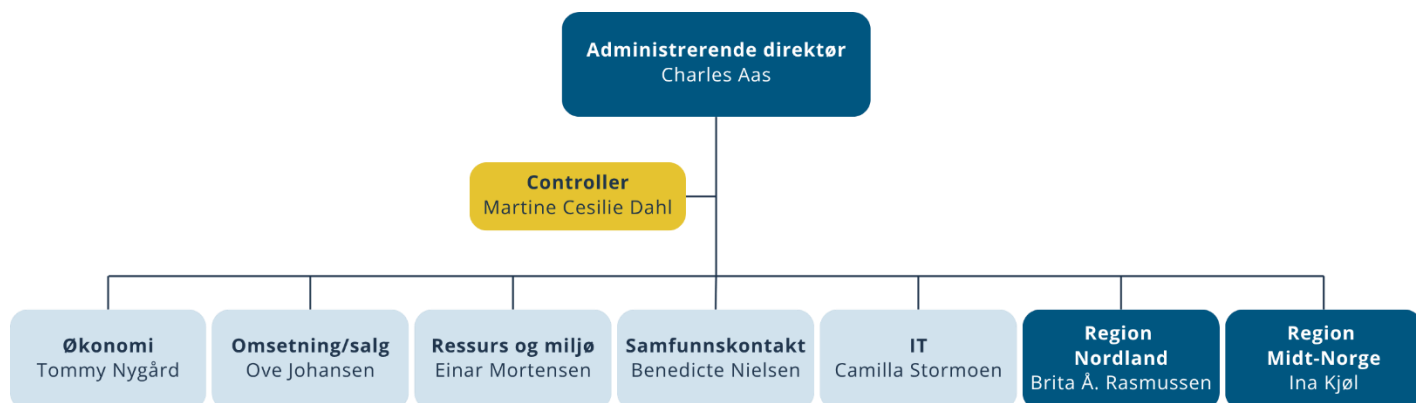 Administrerende direktør
Charles Aas
Controller
Martine Cesilie Dahl
Økonomi
Tommy Nygård
Omsetning/salg
Ove Johansen
Ressurs og miljø
Einar Mortensen
Samfunnskontakt
Benedicte Nielsen
IT
Camilla Stormoen
Region
Nordland
Brita Å. Rasmussen
Region
Midt-Norge
Ina Kjøl